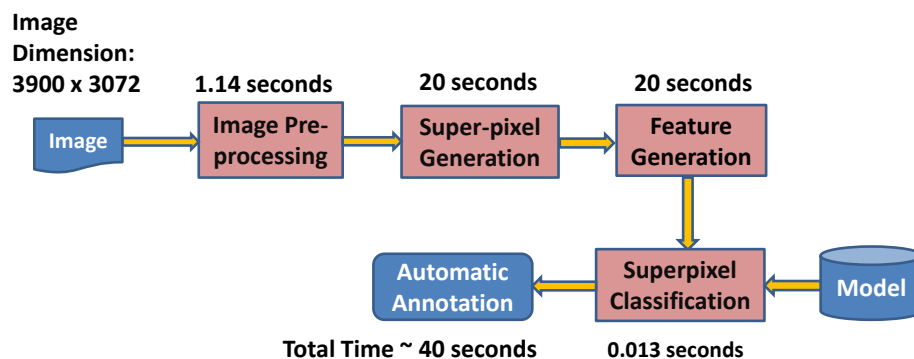 Image
Dimension:
3900 x 3072
1.14 seconds
20 seconds
20 seconds
Image
Image Pre-
processing
Super-pixel
Generation
Feature
Generation
Automatic
Annotation
Superpixel
Classification
Model
Total Time ~ 40 seconds
0.013 seconds